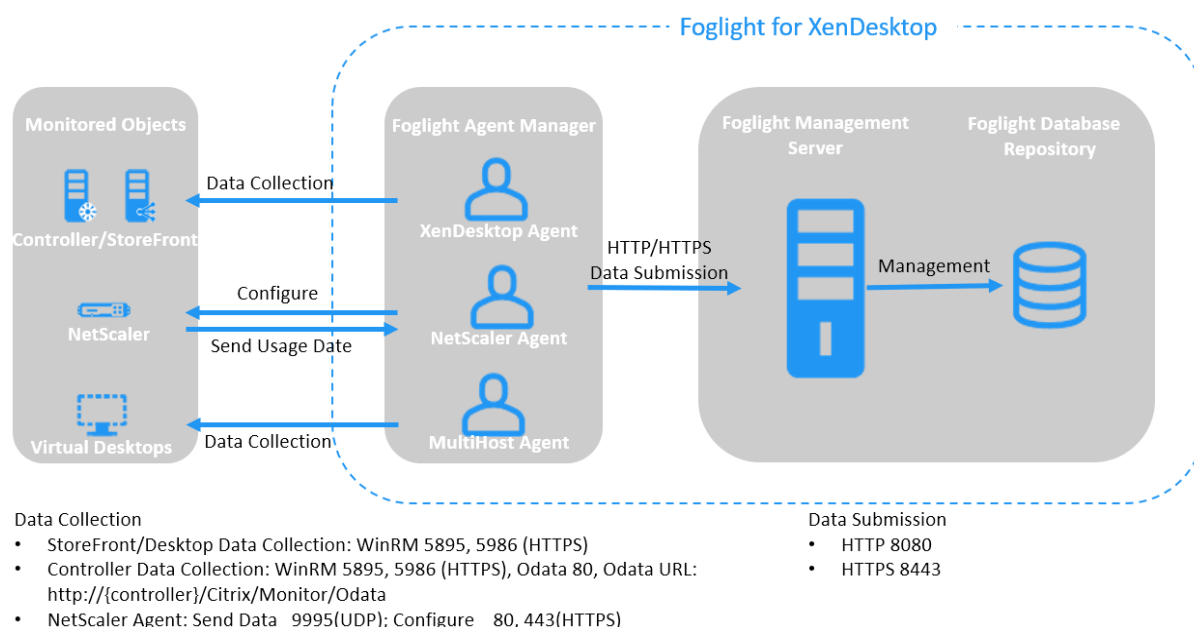 Foglight for XenDesktop
Monitored Objects
Controller/StoreFront
NetScaler
Virtual Desktops
Data Collection
Configure
Send Usage Date
Data Collection
Foglight Agent Manager
XenDesktop Agent
NetScaler Agent
MultiHost Agent
HTTP/HTTPS
Data Submission
Foglight Management
Server
Management
Foglight Database
Repository
Data Collection
• StoreFront/Desktop Data Collection: WinRM 5895, 5986 (HTTPS)
• Controller Data Collection: WinRM 5895, 5986 (HTTPS), Odata 80, Odata URL:
http://{controller}/Citrix/Monitor/Odata
• NetScaler Agent: Send Data 9995(UDP); Configure 80, 443(HTTPS)
Data Submission
• HTTP 8080
• HTTPS 8443